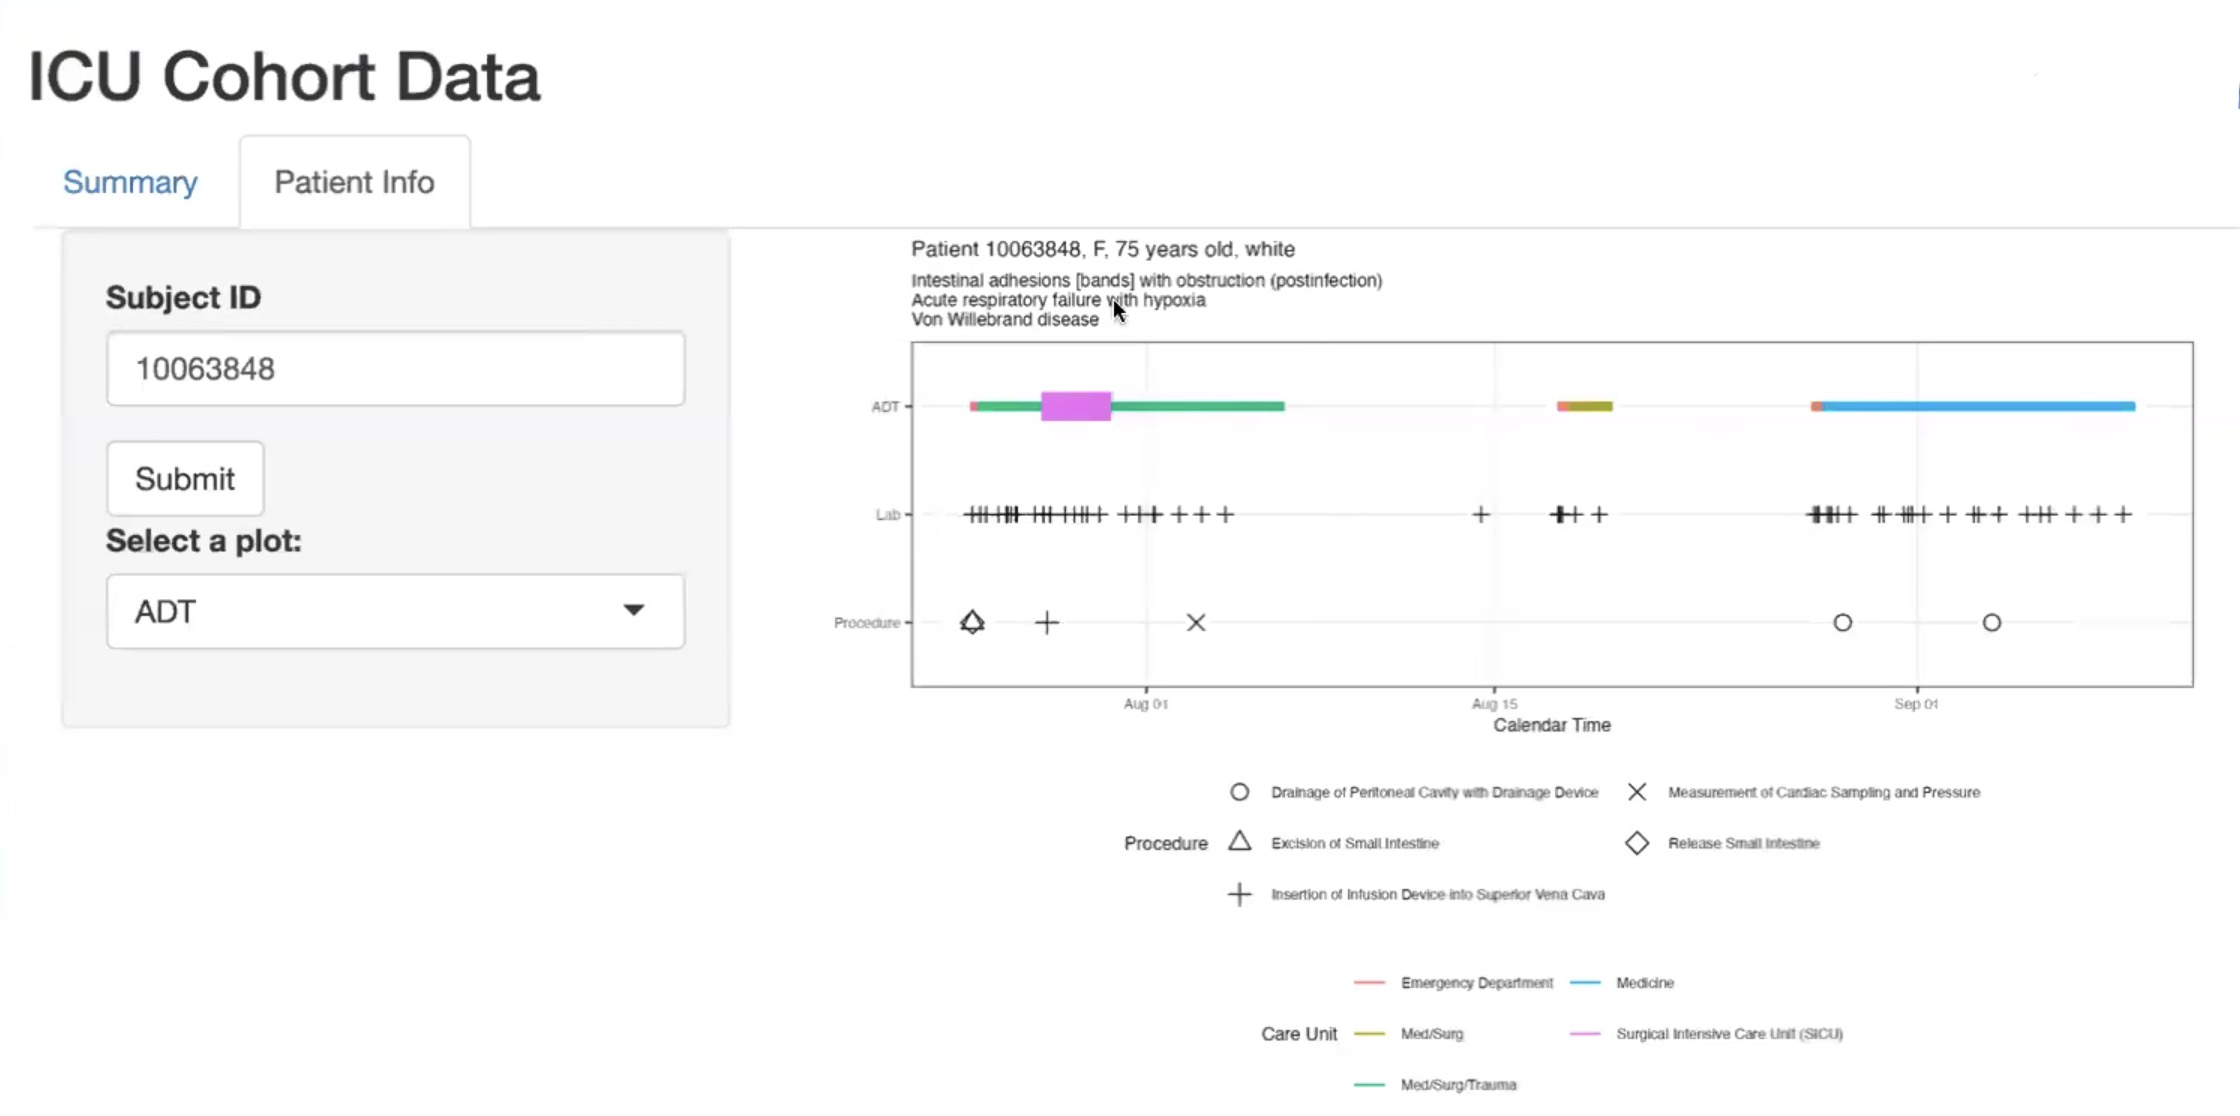 ICU Cohort Data
Summary
Patient Info
Subject ID
10063848
Submit
Select a plot:
ADT
Patient 10063848, F, 75 years old, white
Intestinal adhesions [bands] with obstruction (postinfection)
Acute respiratory failure with hypoxia
Von Willebrand disease
ADT
Lab
Procedure
Aug 01
Aug 15
Sep 01
Calendar Time
Procedure
Drainage of Peritoneal Cavity with Drainage Device
Measurement of Cardiac Sampling and Pressure
Excision of Small Intestine
Release Small Intestine
Insertion of Infusion Device into Superior Vena Cava
Care Unit
Emergency Department
Medicine
Med/Surg
Surgical Intensive Care Unit (SICU)
Med/Surg/Trauma